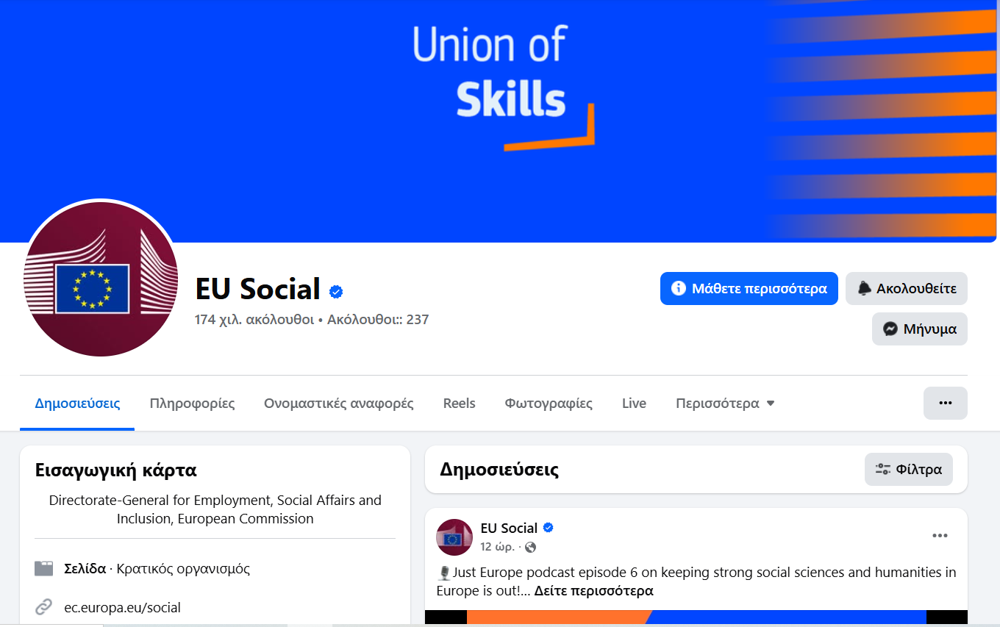 Union of
Skills
EU Social
174 χιλ. ακόλουθοι • Ακόλουθοι:: 237
Μάθετε περισσότερα
Ακολουθείτε
Μήνυμα
Δημοσιεύσεις
Πληροφορίες
Ονομαστικές αναφορές
Reels
Φωτογραφίες
Live
Περισσότερα
Εισαγωγική κάρτα
Directorate-General for Employment, Social Affairs and
Inclusion, European Commission
Σελίδα · Κρατικός οργανισμός
ec.europa.eu/social
Δημοσιεύσεις
Φίλτρα
EU Social
12 ώρ. ·
Just Europe podcast episode 6 on keeping strong social sciences and humanities in
Europe is out!... Δείτε περισσότερα